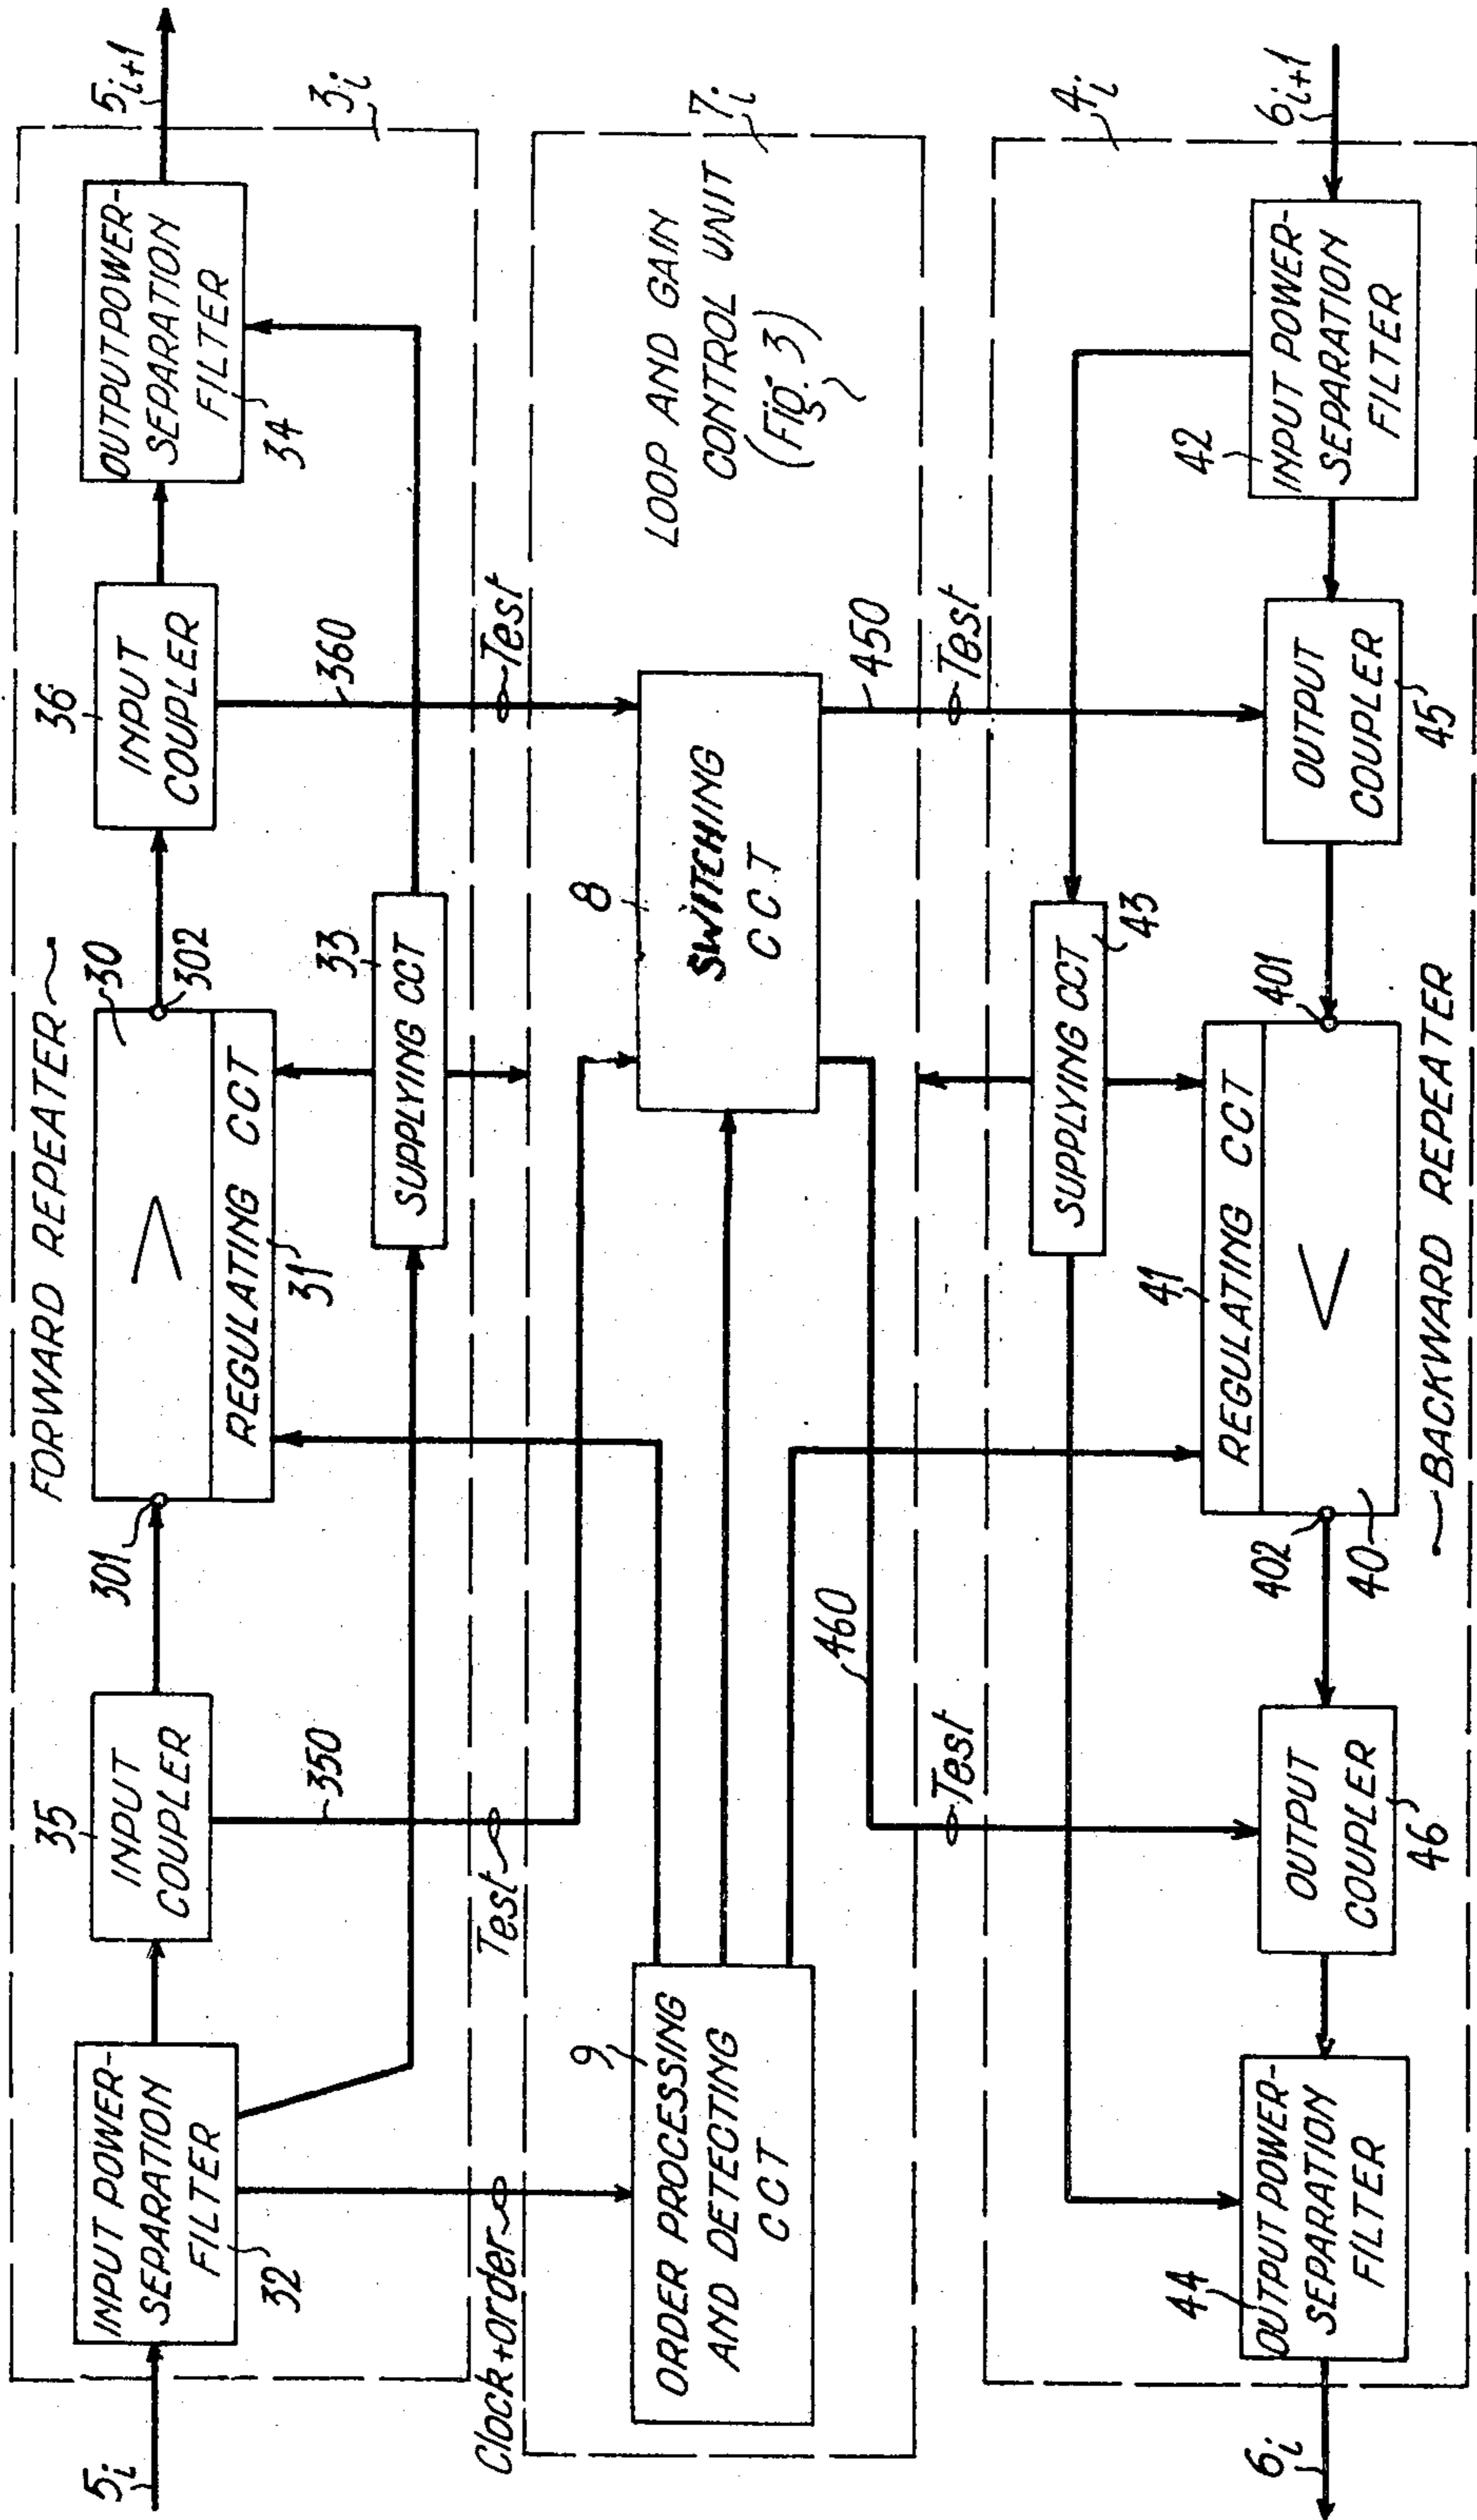 FORWARD REPEATER
5i
INPUT POWER-
SEPARATION
FILTER
32
35
INPUT
COUPLER
350
301
30
>
REGULATING CCT
31
302
33
SUPPLYING CCT
36
INPUT
COUPLER
360
OUTPUT POWER-
SEPARATION
FILTER
34
5i+1
3i
Clock+order
Test
Test
9
ORDER PROCESSING
AND DETECTING
CCT
8
SWITCHING
CCT
LOOP AND GAIN
CONTROL UNIT
(Fig. 3)
7i
460
450
Test
Test
4i
6i
44
OUTPUT POWER-
SEPARATION
FILTER
OUTPUT
COUPLER
46
402
40
41
REGULATING CCT
<
401
SUPPLYING CCT
43
OUTPUT
COUPLER
45
42
INPUT POWER-
SEPARATION
FILTER
6i+1
BACKWARD REPEATER